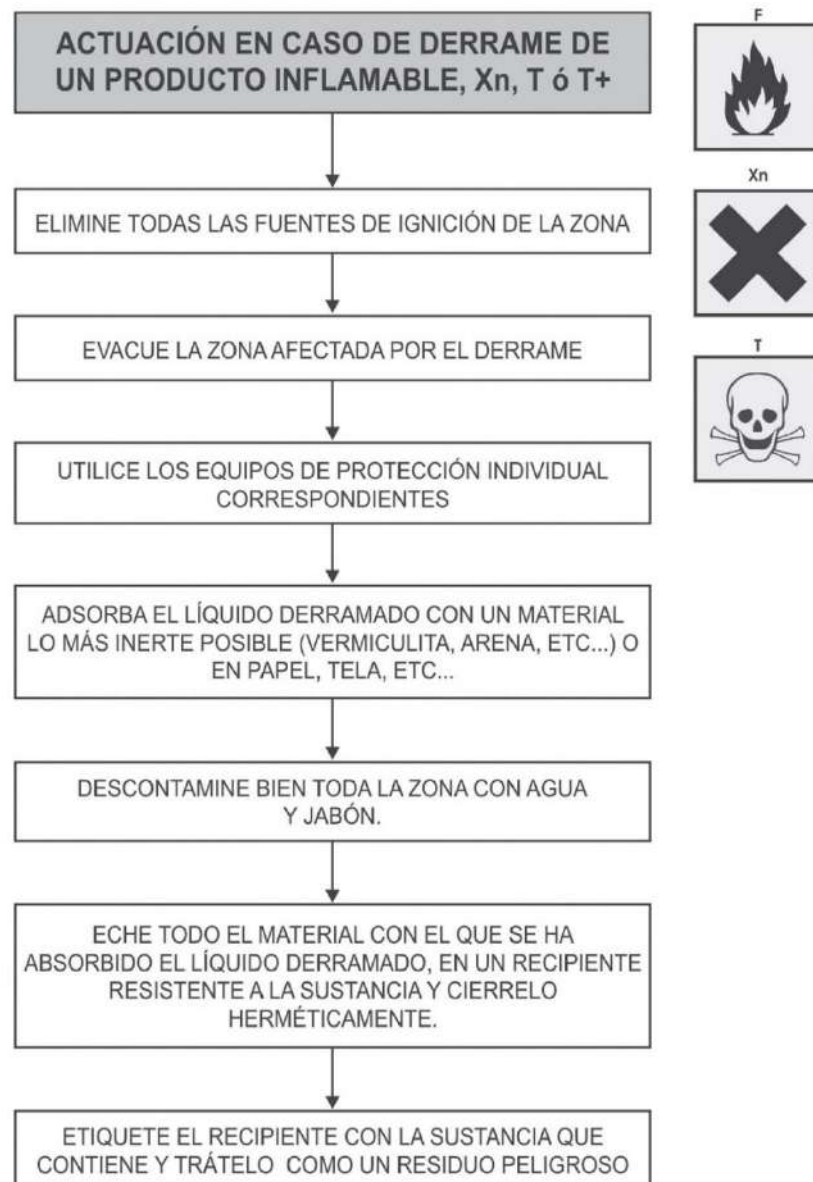 ACTUACIÓN EN CASO DE DERRAME DE
UN PRODUCTO INFLAMABLE, Xn, T ó T+
F
Xn
T
ELIMINE TODAS LAS FUENTES DE IGNICIÓN DE LA ZONA
EVACUE LA ZONA AFECTADA POR EL DERRAME
UTILICE LOS EQUIPOS DE PROTECCIÓN INDIVIDUAL
CORRESPONDIENTES
ADSORBA EL LÍQUIDO DERRAMADO CON UN MATERIAL
LO MÁS INERTE POSIBLE (VERMICULITA, ARENA, ETC...) O
EN PAPEL, TELA, ETC...
DESCONTAMINE BIEN TODA LA ZONA CON AGUA
Y JABÓN.
ECHE TODO EL MATERIAL CON EL QUE SE HA
ABSORBIDO EL LÍQUIDO DERRAMADO, EN UN RECIPIENTE
RESISTENTE A LA SUSTANCIA Y CIERRELO
HERMÉTICAMENTE.
ETIQUETE EL RECIPIENTE CON LA SUSTANCIA QUE
CONTIENE Y TRÁTELO COMO UN RESIDUO PELIGROSO